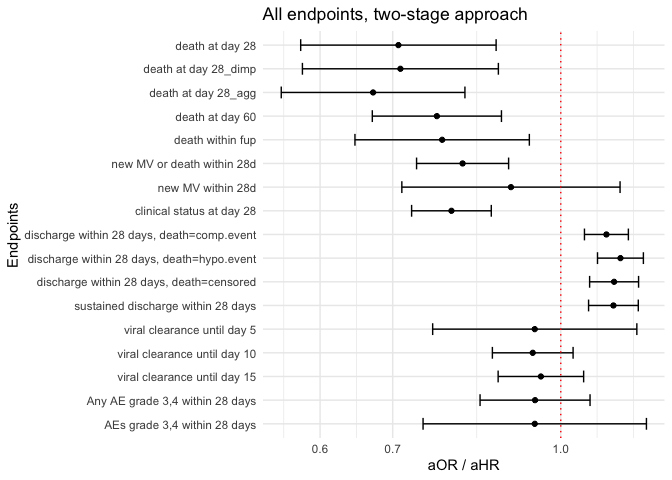 All endpoints, two-stage approach
Endpoints
death at day 28
death at day 28_dimp
death at day 28_agg
death at day 60
death within fup
new MV or death within 28d
new MV within 28d
clinical status at day 28
discharge within 28 days, death=comp.event
discharge within 28 days, death=hypo.event
discharge within 28 days, death=censored
sustained discharge within 28 days
viral clearance until day 5
viral clearance until day 10
viral clearance until day 15
Any AE grade 3,4 within 28 days
AEs grade 3,4 within 28 days
0.6 0.7 1.0
aOR / aHR